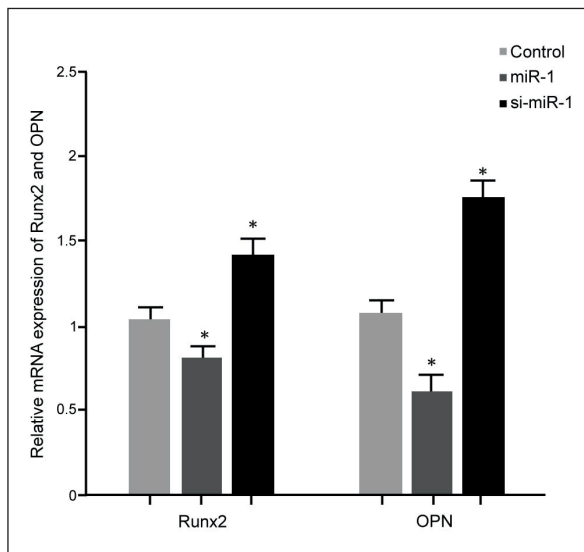 Control
miR-1
si-miR-1
Relative mRNA expression of Runx2 and OPN
2.5
2
1.5
1
0.5
0
*
*
*
*
Runx2
OPN